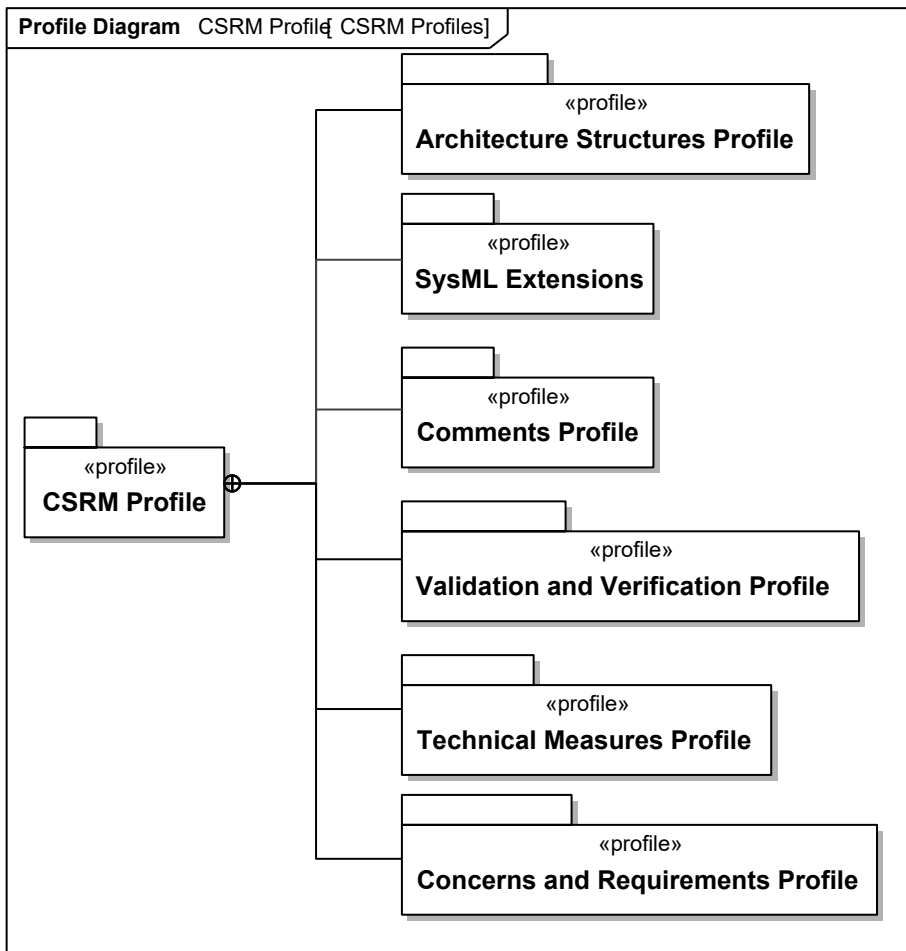 Profile Diagram CSRM Profile[ CSRM Profiles]
«profile»
Architecture Structures Profile
«profile»
SysML Extensions
«profile»
Comments Profile
«profile»
CSRM Profile
«profile»
Validation and Verification Profile
«profile»
Technical Measures Profile
«profile»
Concerns and Requirements Profile